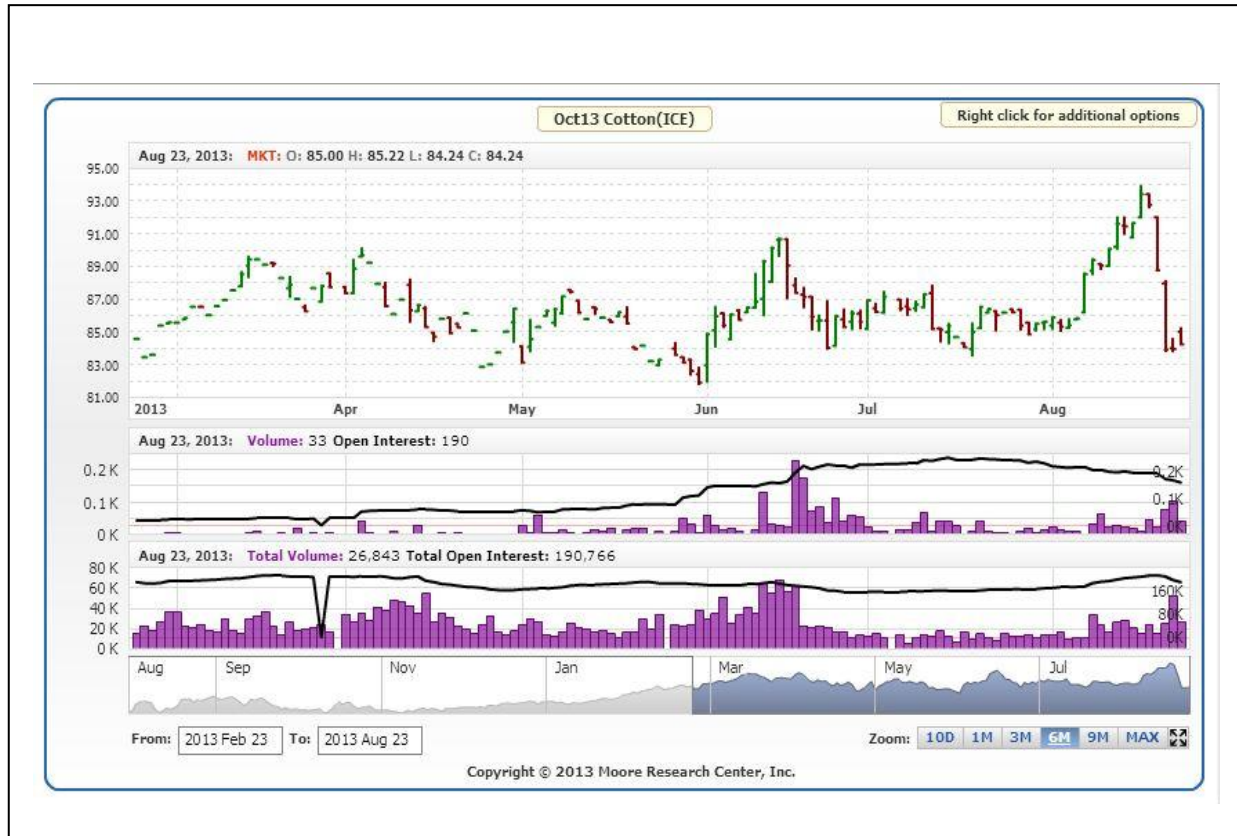 Oct13 Cotton(ICE)
Right click for additional options
Aug 23, 2013: MKT: O: 85.00 H: 85.22 L: 84.24 C: 84.24
95.00
93.00
91.00
89.00
87.00
85.00
83.00
81.00
2013 Apr May Jun Jul Aug
Aug 23, 2013: Volume: 33 Open Interest: 190
0.2 K
0.1 K
0 K
0.2K
0.1K
0K
Aug 23, 2013: Total Volume: 26,843 Total Open Interest: 190,766
80 K
60 K
40 K
20 K
0 K
160K
80K
0K
Aug Sep Nov Jan Mar May Jul
From: 2013 Feb 23 To: 2013 Aug 23
Zoom: 10D 1M 3M 6M 9M MAX
Copyright © 2013 Moore Research Center, Inc.